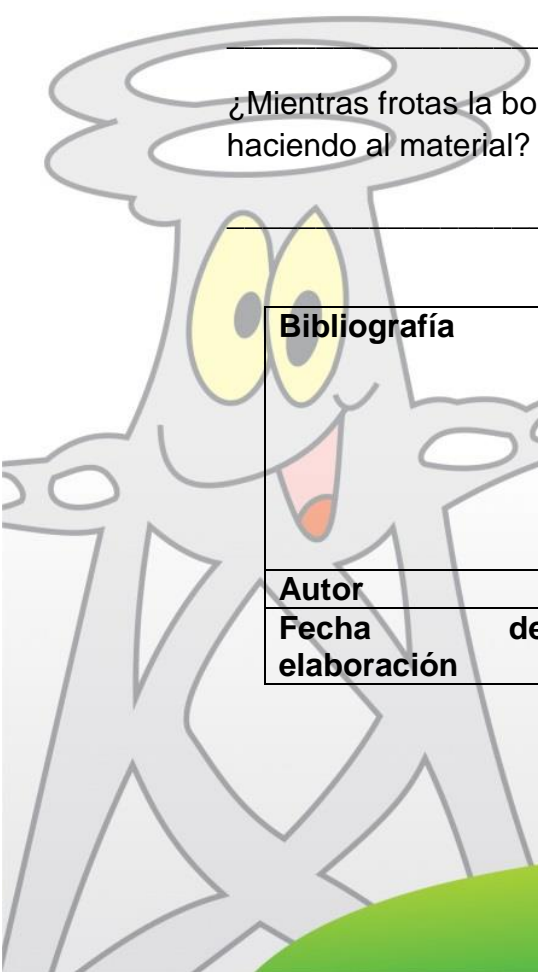 ¿Mientras frotas la bo
haciendo al material?
Bibliografía
Autor
Fecha de
elaboración